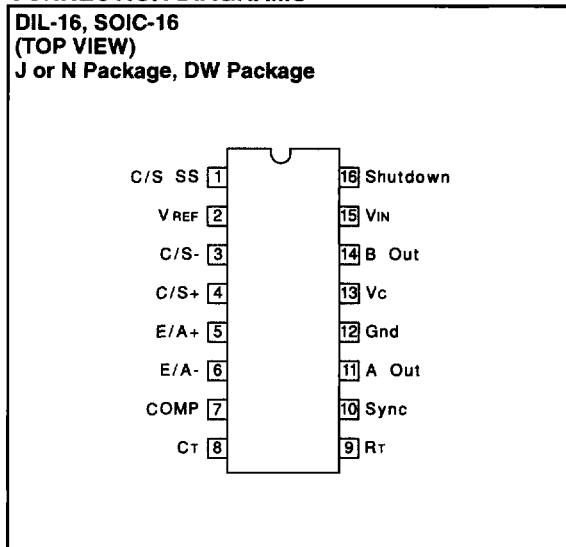 DIL-16, SOIC-16
(TOP VIEW)
J or N Package, DW Package
C/S SS 1 16 Shutdown
VREF 2 15 VIN
C/S- 3 14 B Out
C/S+ 4 13 Vc
E/A+ 5 12 Gnd
E/A- 6 11 A Out
COMP 7 10 Sync
CT 8 9 RT